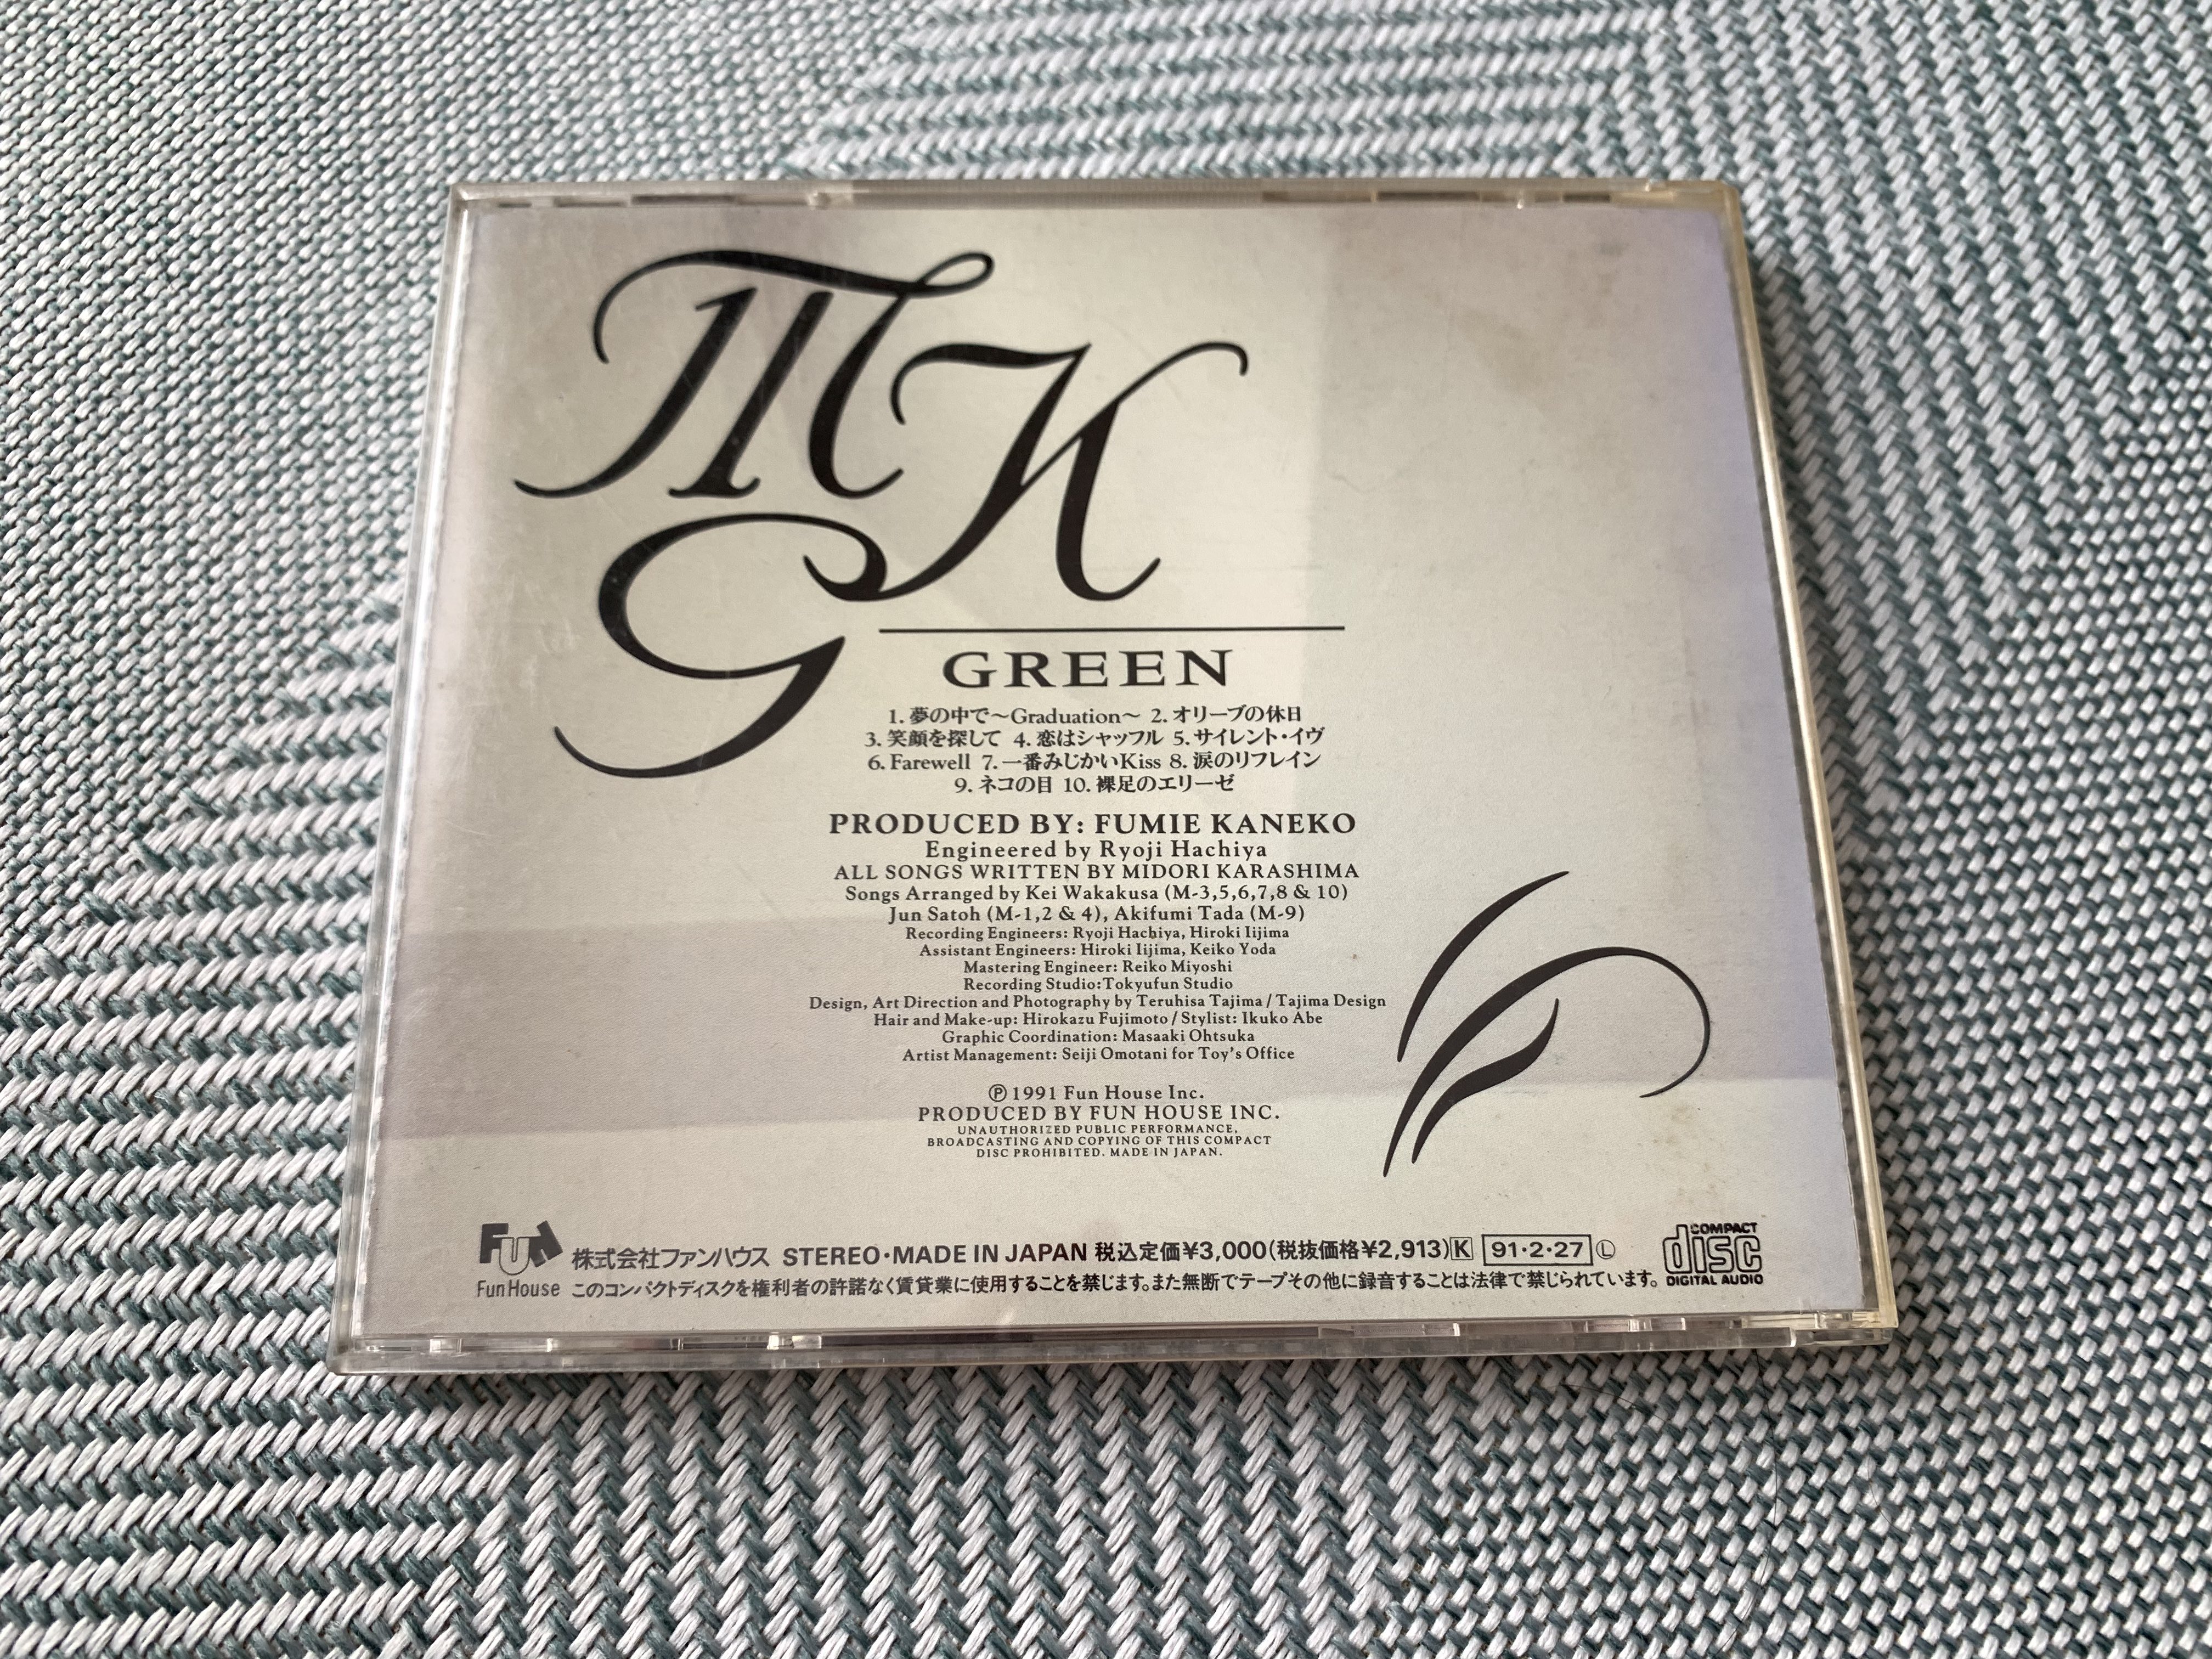 MK
G
GREEN
1. 夢の中で〜Graduation〜 2. オリーブの休日
3. 笑顔を探して 4. 恋はシャッフル 5. サイレント・イヴ
6. Farewell 7. 一番みじかいKiss 8. 涙のリフレイン
9. ネコの目 10. 裸足のエリーゼ
PRODUCED BY: FUMIE KANEKO
Engineered by Ryoji Hachiya
ALL SONGS WRITTEN BY MIDORI KARASHIMA
Songs Arranged by Kei Wakakusa (M-3,5,6,7,8 & 10)
Jun Satoh (M-1,2 & 4), Akifumi Tada (M-9)
Recording Engineers: Ryoji Hachiya, Hiroki Iijima
Assistant Engineers: Hiroki Iijima, Keiko Yoda
Mastering Engineer: Reiko Miyoshi
Recording Studio: Tokyufun Studio
Design, Art Direction and Photography by Teruhisa Tajima / Tajima Design
Hair and Make-up: Hirokazu Fujimoto / Stylist: Ikuko Abe
Graphic Coordination: Masaaki Ohtsuka
Artist Management: Seiji Omotani for Toy's Office
Ⓟ 1991 Fun House Inc.
PRODUCED BY FUN HOUSE INC.
UNAUTHORIZED PUBLIC PERFORMANCE,
BROADCASTING AND COPYING OF THIS COMPACT
DISC PROHIBITED. MADE IN JAPAN.
Fun 株式会社ファンハウス STEREO・MADE IN JAPAN 税込定価¥3,000(税抜価格¥2,913) K 91・2・27 Ⓛ COMPACT disc DIGITAL AUDIO
Fun House このコンパクトディスクを権利者の許諾なく賃貸業に使用することを禁じます。また無断でテープその他に録音することは法律で禁じられています。